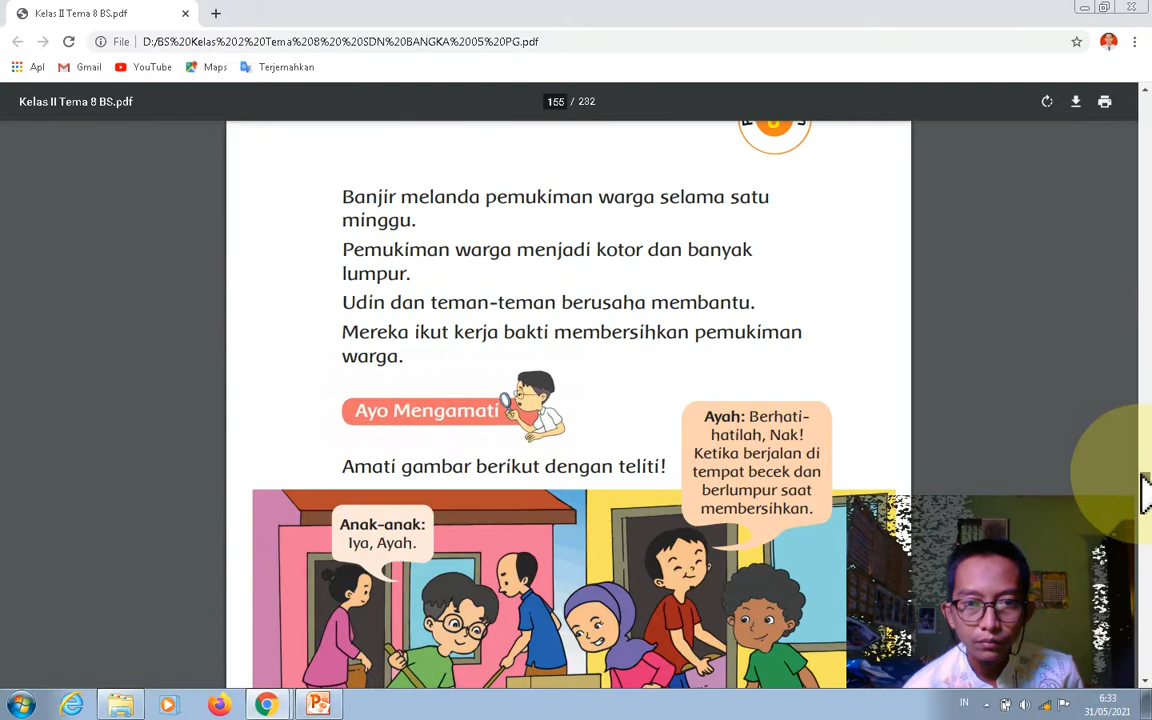 Kelas II Tema 8 BS.pdf
File D:/BS%20Kelas%202%20Tema%208%20%20SDN%20BANGKA%2005%20PG.pdf
Apl Gmail YouTube Maps Terjemahkan
Kelas II Tema 8 BS.pdf 155 / 232
Banjir melanda pemukiman warga selama satu
minggu.
Pemukiman warga menjadi kotor dan banyak
lumpur.
Udin dan teman-teman berusaha membantu.
Mereka ikut kerja bakti membersihkan pemukiman
warga.
Ayo Mengamati
Amati gambar berikut dengan teliti!
Ayah: Berhati-
hatilah, Nak!
Ketika berjalan di
tempat becek dan
berlumpur saat
membersihkan.
Anak-anak:
Iya, Ayah.
IN
6:33
31/05/2021